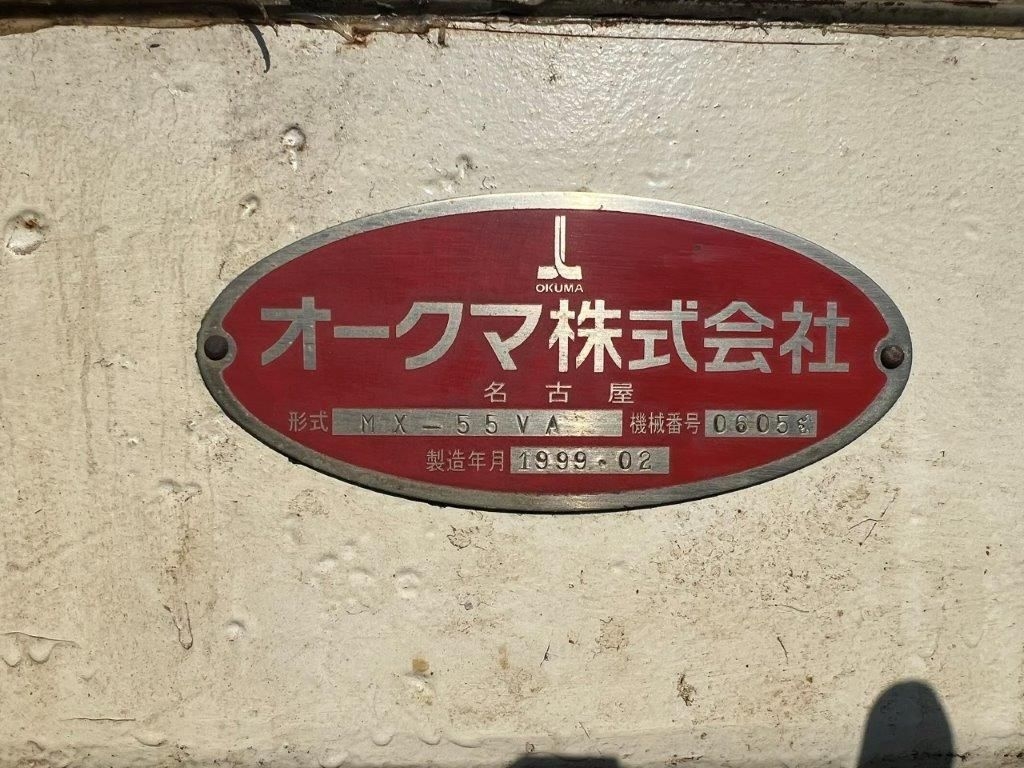 OKUMA
オークマ株式会社
名古屋
形式 MX-55VA 機械番号
製造年月 1999.02